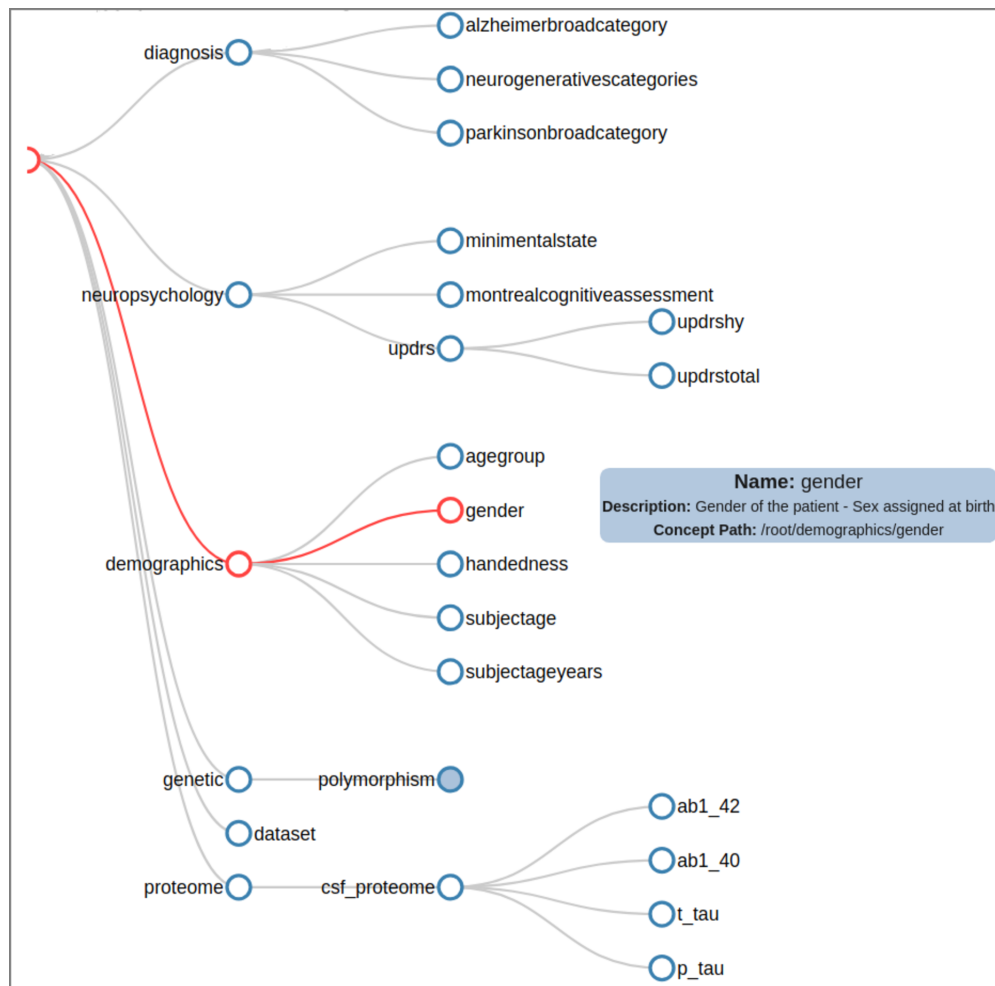 alzheimerbroadcategory
diagnosis
neurogenerativescategories
parkinsonbroadcategory
minimentalstate
neuropsychology
montrealcognitiveassessment
updrshy
updrs
updrstotal
agegroup
Name: gender
gender
Description: Gender of the patient - Sex assigned at birth
Concept Path: /root/demographics/gender
demographics
handedness
subjectage
subjectageyears
genetic
polymorphism
ab1_42
dataset
ab1_40
proteome
csf_proteome
t_tau
p_tau